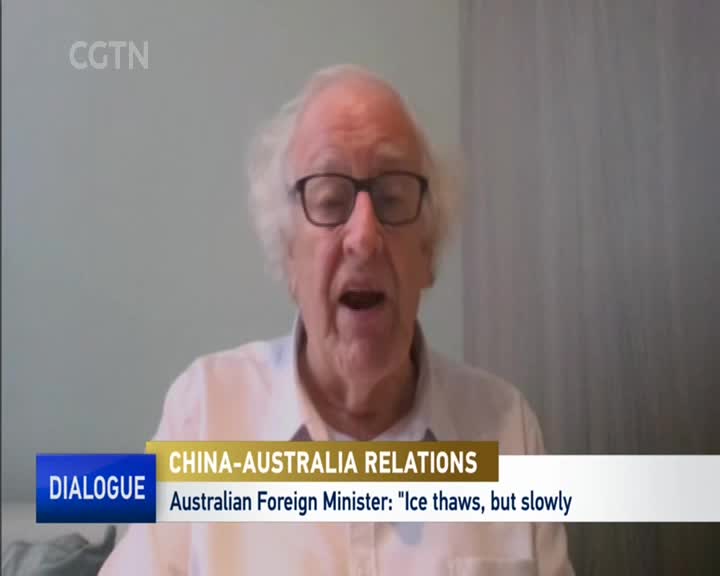 CGTN
CHINA-AUSTRALIA RELATIONS
DIALOGUE
Australian Foreign Minister: "Ice thaws, but slowly